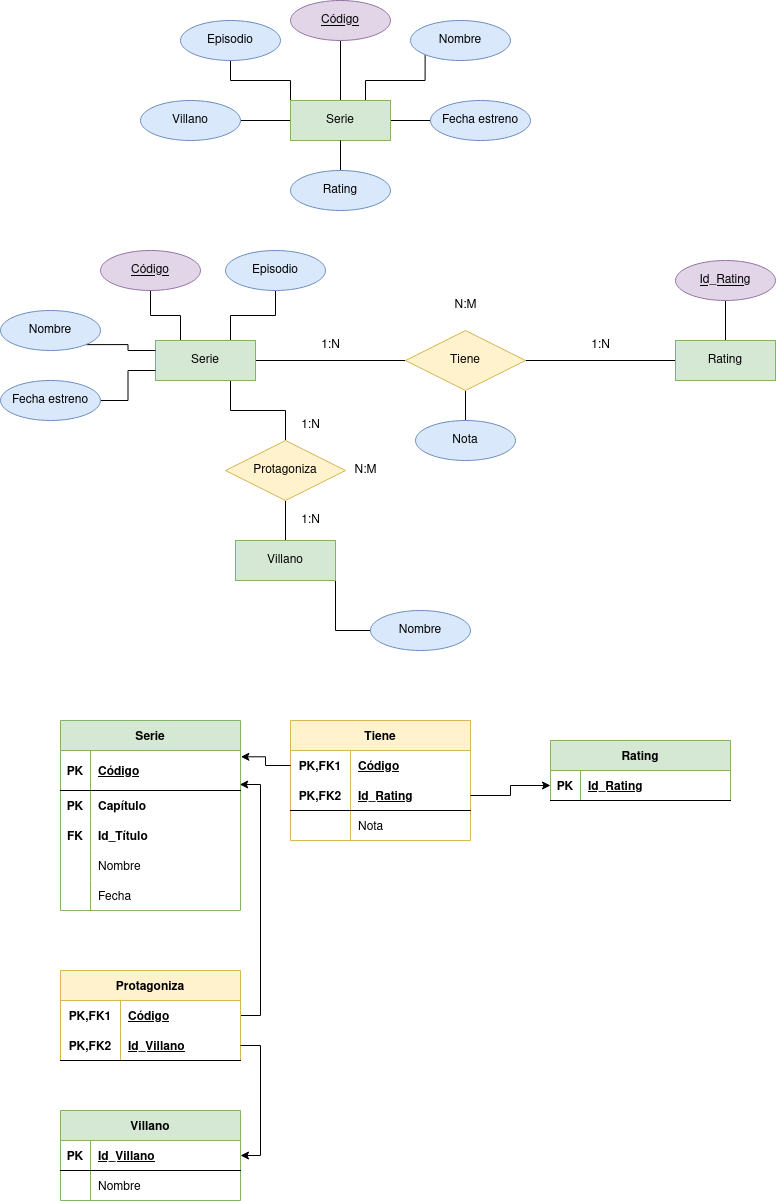 Código
Episodio
Nombre
Villano
Serie
Fecha estreno
Rating
Código
Episodio
Id_Rating
N:M
Nombre
1:N
1:N
Serie
Tiene
Rating
Fecha estreno
1:N
Nota
Protagoniza
N:M
1:N
Villano
Nombre
Serie
PK Código
PK Capítulo
FK Id_Título
Nombre
Fecha
Tiene
PK,FK1 Código
PK,FK2 Id_Rating
Nota
Rating
PK Id_Rating
Protagoniza
PK,FK1 Código
PK,FK2 Id_Villano
Villano
PK Id_Villano
Nombre